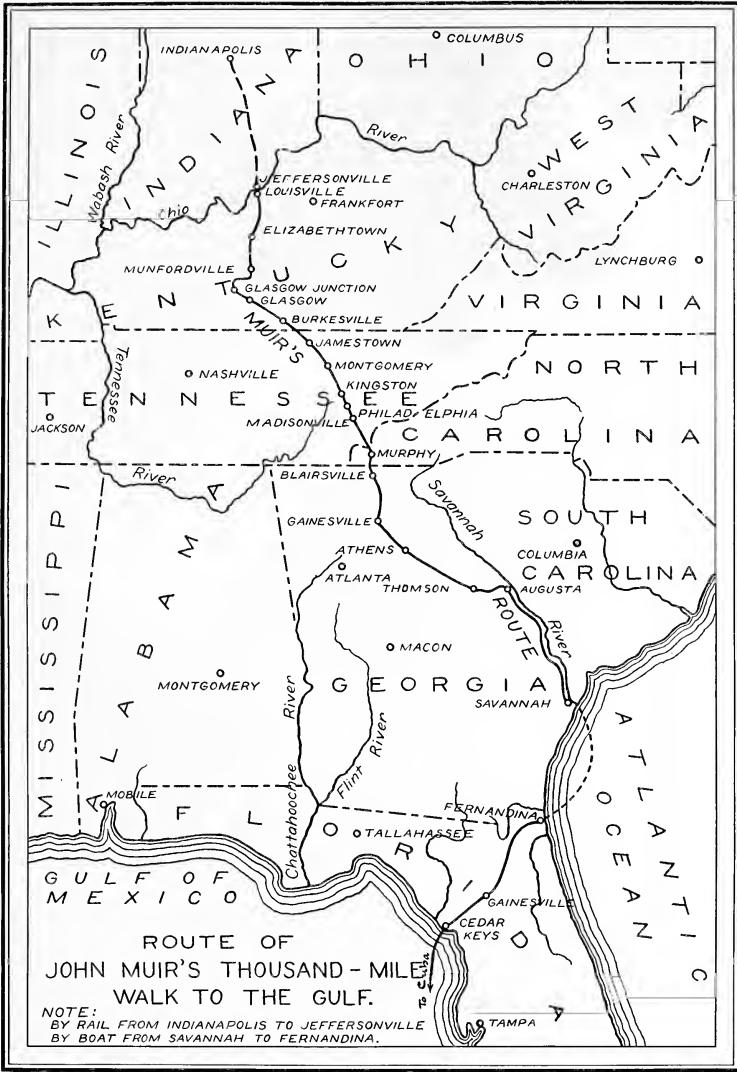 COLUMBUS
INDIANAPOLIS
OHIO
ILLINOIS
INDIANA
Wabash River
River
WEST
VIRGINIA
CHARLESTON
JEFFERSONVILLE
LOUISVILLE
FRANKFORT
Ohio
ELIZABETHTOWN
LYNCHBURG
MUNFORDVILLE
GLASGOW JUNCTION
GLASGOW
KENTUCKY
VIRGINIA
BURKESVILLE
MUIR'S
JAMESTOWN
MONTGOMERY
NORTH
NASHVILLE
Tennessee
KINGSTON
TENNESSEE
PHILADELPHIA
JACKSON
MADISONVILLE
CAROLINA
MURPHY
River
BLAIRSVILLE
Savannah
MISSISSIPPI
ALABAMA
GAINESVILLE
SOUTH
ATHENS
COLUMBIA
ATLANTA
CAROLINA
THOMSON
AUGUSTA
ROUTE
River
MACON
MONTGOMERY
GEORGIA
SAVANNAH
Chattahoochee River
Flint River
ATLANTIC
OCEAN
MOBILE
FERNANDINA
FLORIDA
TALLAHASSEE
GULF OF
MEXICO
GAINESVILLE
CEDAR
KEYS
To Cuba
ROUTE OF
JOHN MUIR'S THOUSAND-MILE
WALK TO THE GULF.
NOTE:
BY RAIL FROM INDIANAPOLIS TO JEFFERSONVILLE
BY BOAT FROM SAVANNAH TO FERNANDINA.
TAMPA